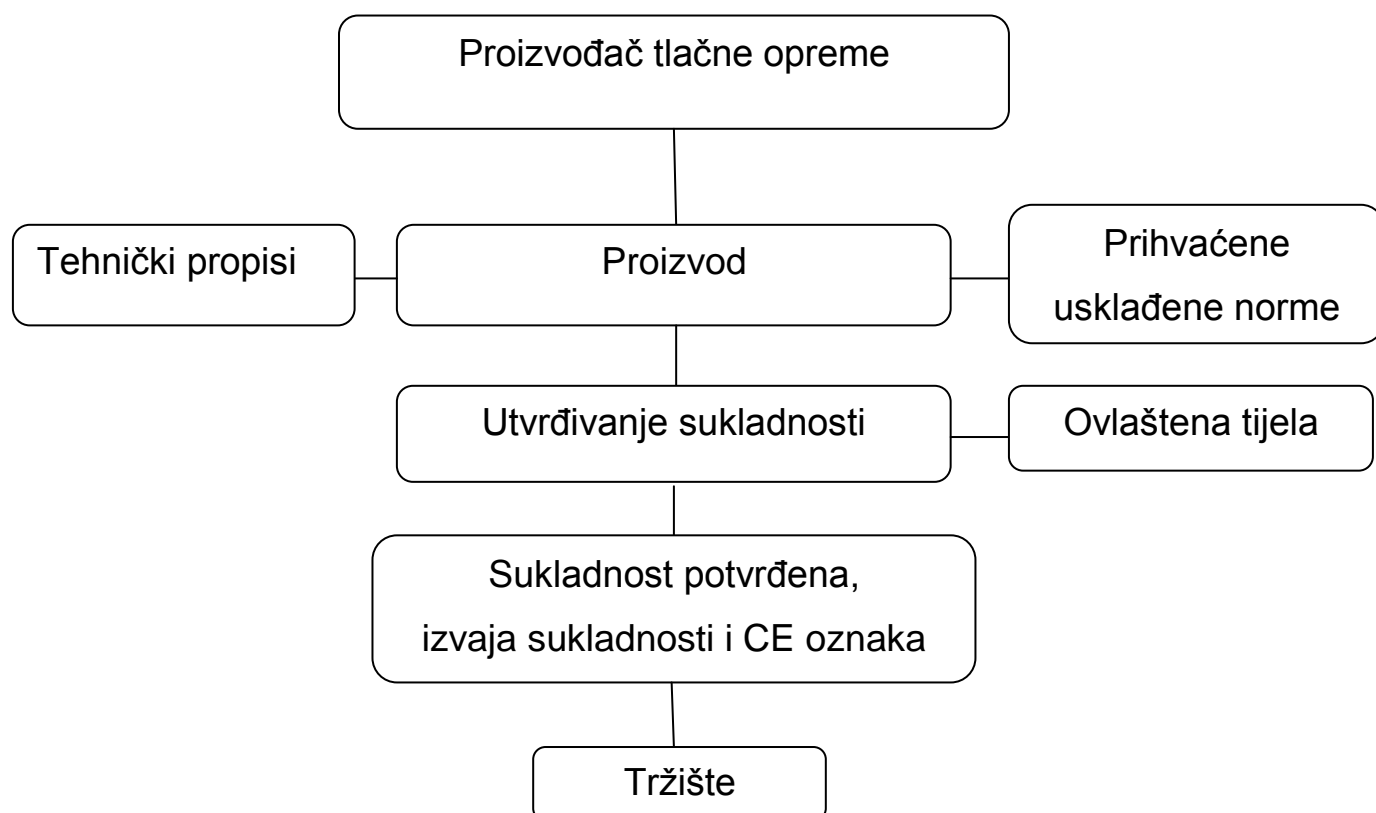 Proizvođač tlačne opreme
Tehnički propisi
Proizvod
Prihvaćene
usklađene norme
Utvrđivanje sukladnosti
Ovlaštena tijela
Sukladnost potvrđena,
izvaja sukladnosti i CE oznaka
Tržište